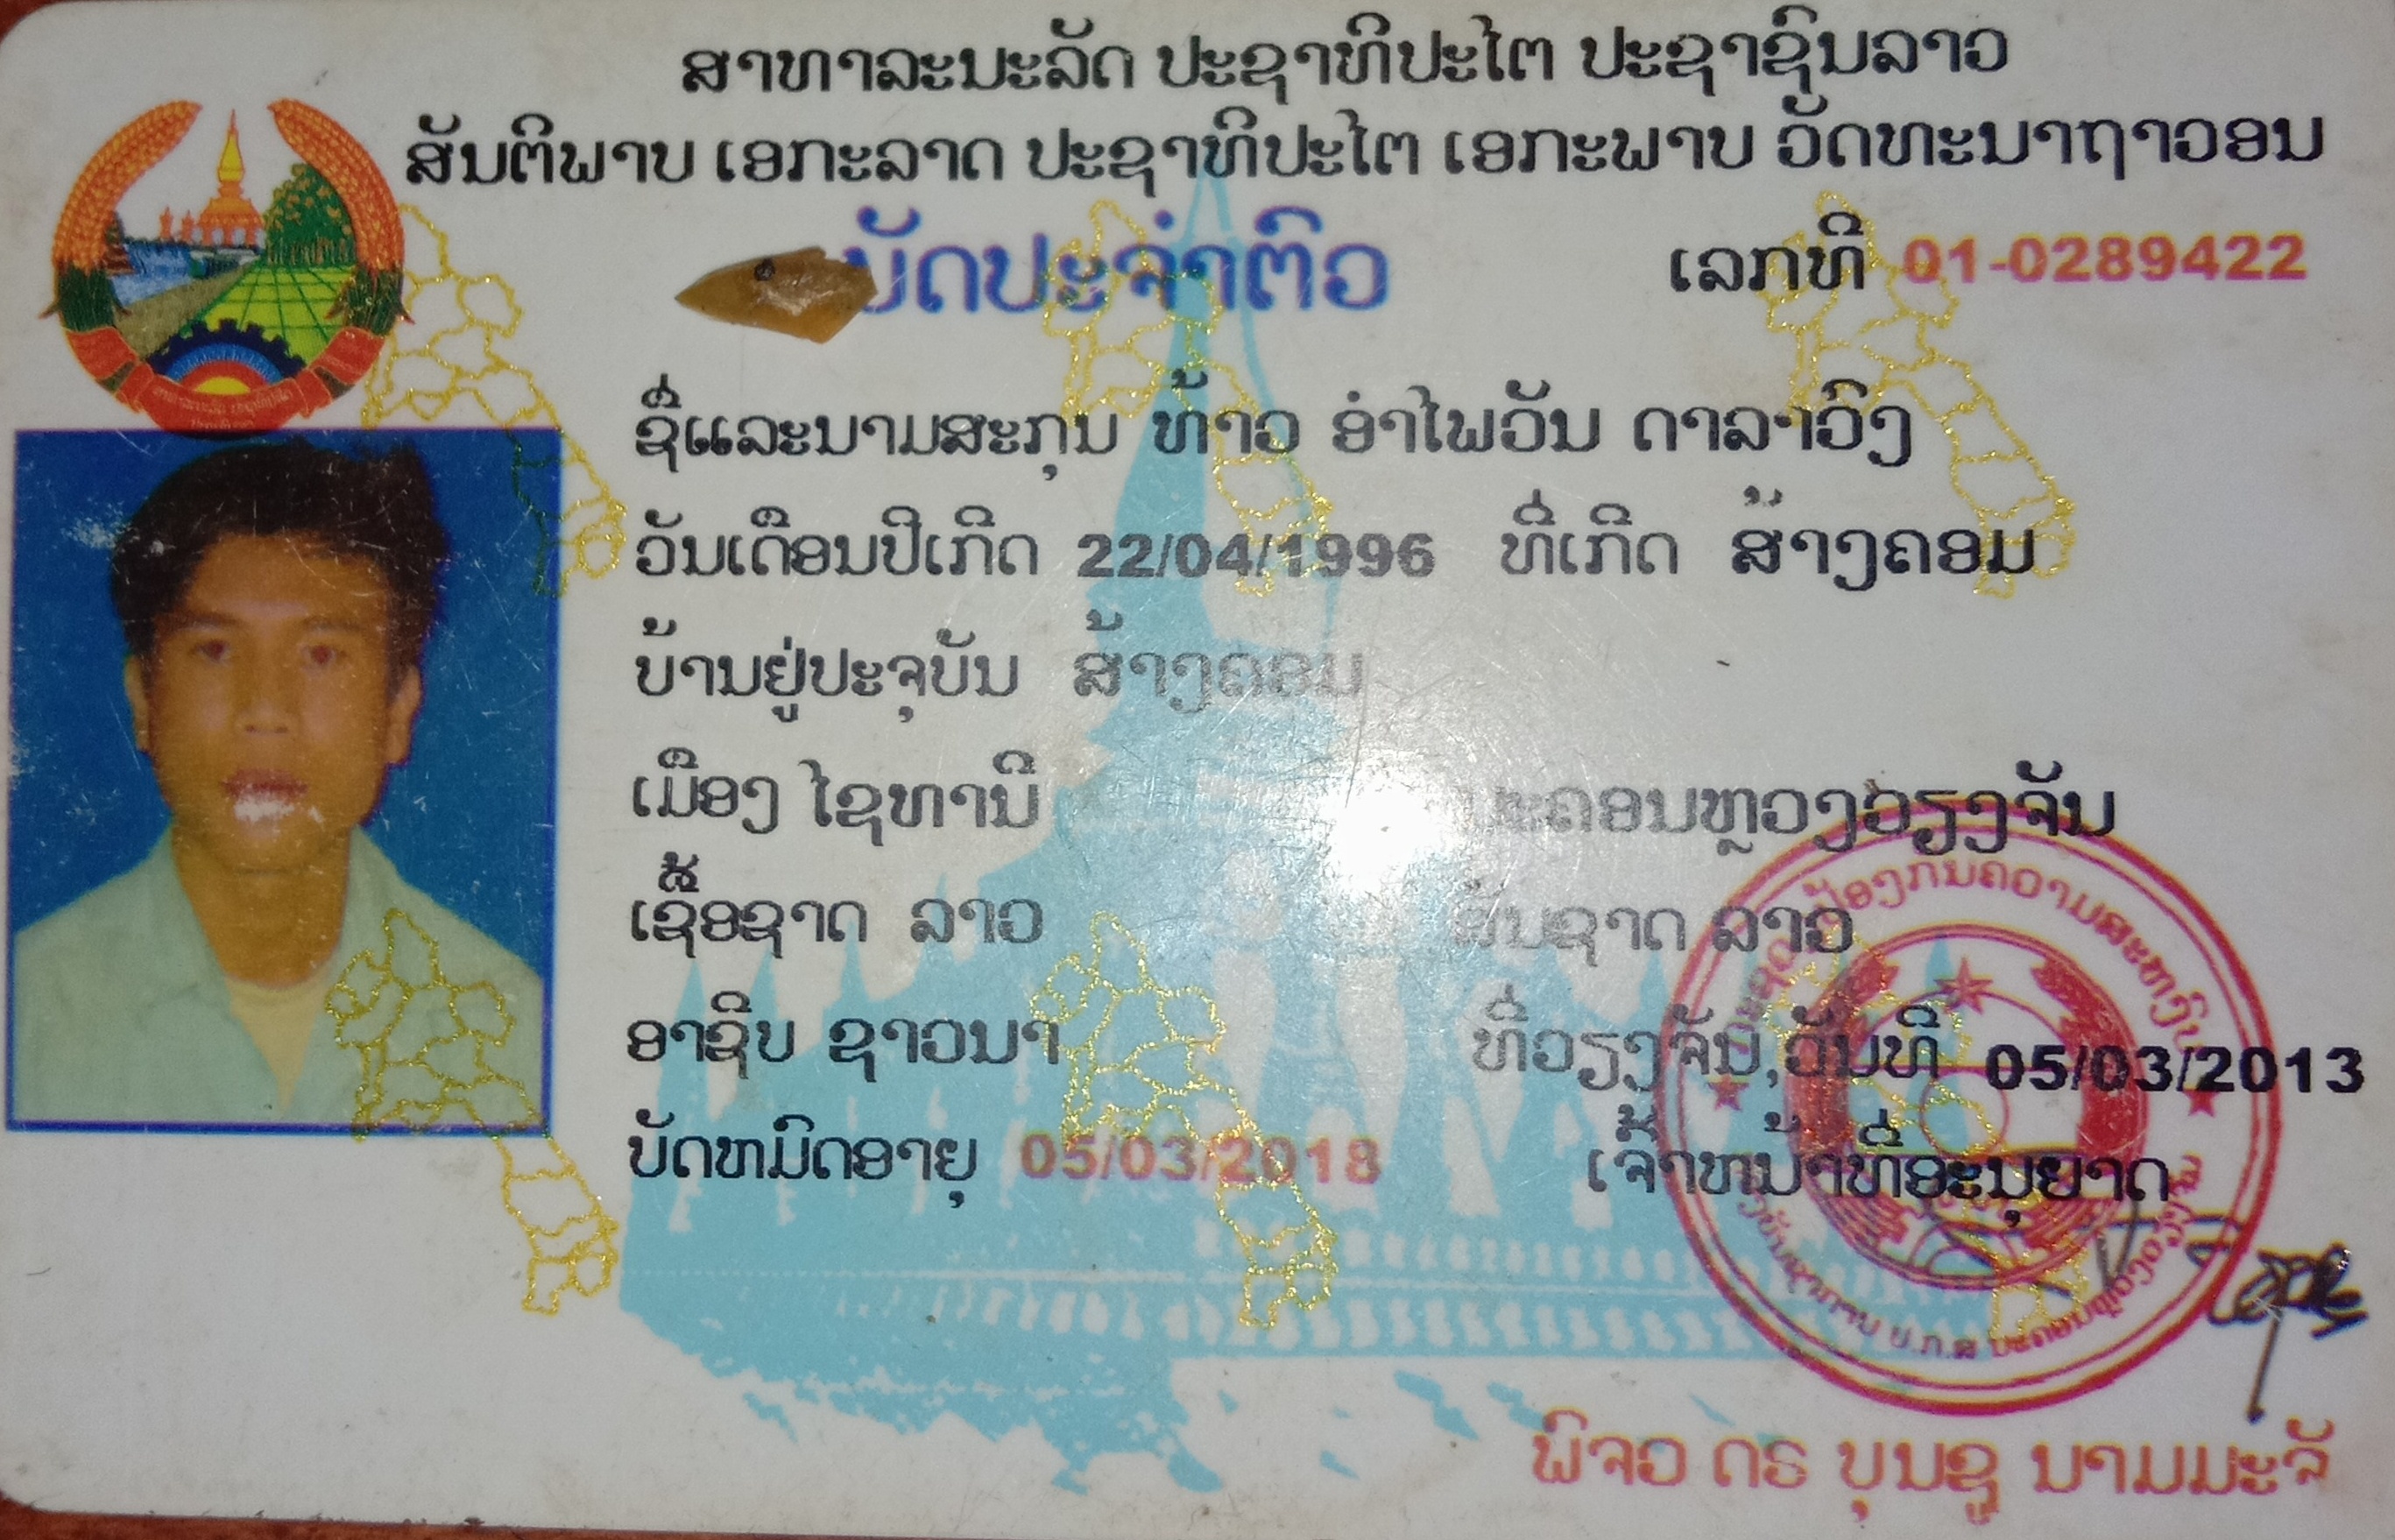 ສາທາລະນະລັດ ປະຊາທິປະໄຕ ປະຊາຊົນລາວ
ສັນຕິພາບ ເອກະລາດ ປະຊາທິປະໄຕ ເອກະພາບ ວັດທະນາຖາວອນ
ບັດປະຈຳຕົວ ເລກທີ 01-0289422
ຊື່ແລະນາມສະກຸນ ທ້າວ ອຳໄພວັນ ດາລາວົງ
ວັນເດືອນປີເກີດ 22/04/1996 ທີ່ເກີດ ສ້າງຄອມ
ບ້ານຢູ່ປະຈຸບັນ ສ້າງຄອມ
ເມືອງ ໄຊທານີ ນະຄອນຫຼວງວຽງຈັນ
ເຊື້ອຊາດ ລາວ ສັນຊາດ ລາວ
ອາຊີບ ຊາວນາ ທີ່ວຽງຈັນ,ວັນທີ 05/03/2013
ບັດຫມົດອາຍຸ 05/03/2018 ເຈົ້າຫນ້າທີ່ອະນຸຍາດ
ປ້ອງກັນຄວາມສະຫງົບ
ພົຈວ ດຣ ບຸນຊູ ນາມມະຈັ